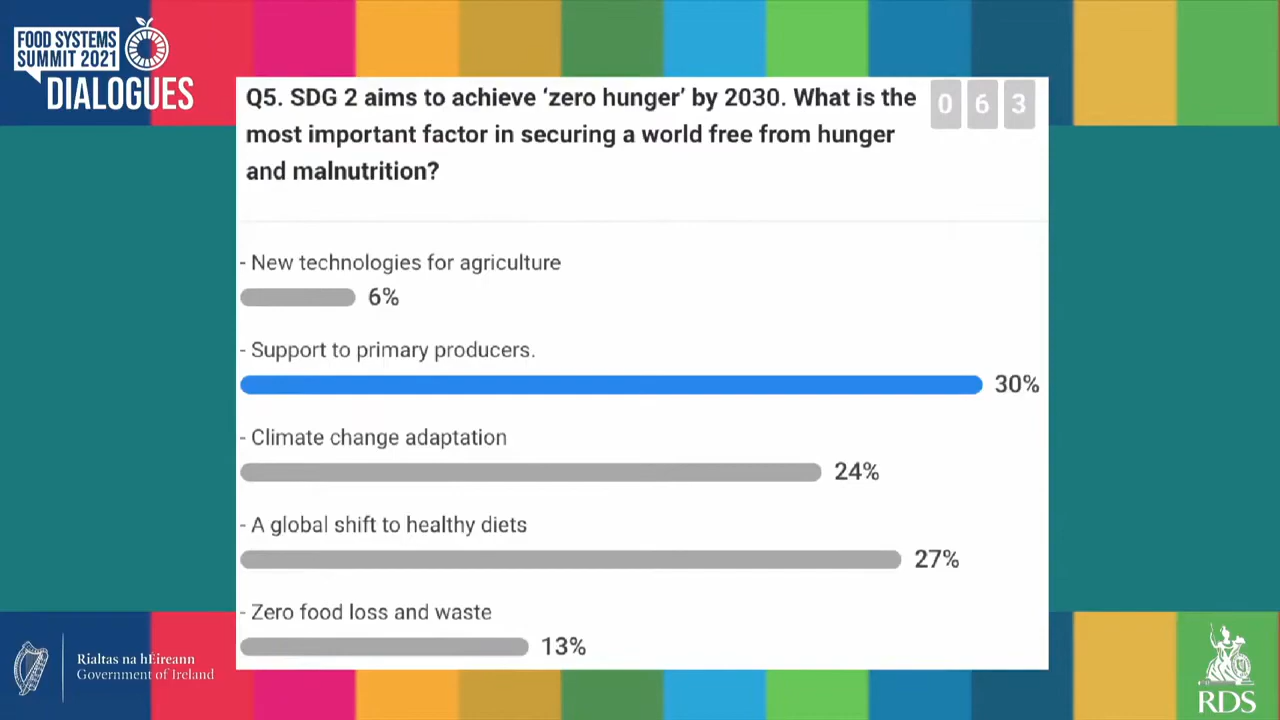 FOOD SYSTEMS
SUMMIT 2021
DIALOGUES
Q5. SDG 2 aims to achieve ‘zero hunger’ by 2030. What is the
most important factor in securing a world free from hunger
and malnutrition?
0 6 3
- New technologies for agriculture
6%
- Support to primary producers.
30%
- Climate change adaptation
24%
- A global shift to healthy diets
27%
- Zero food loss and waste
13%
Rialtas na hÉireann
Government of Ireland
RDS